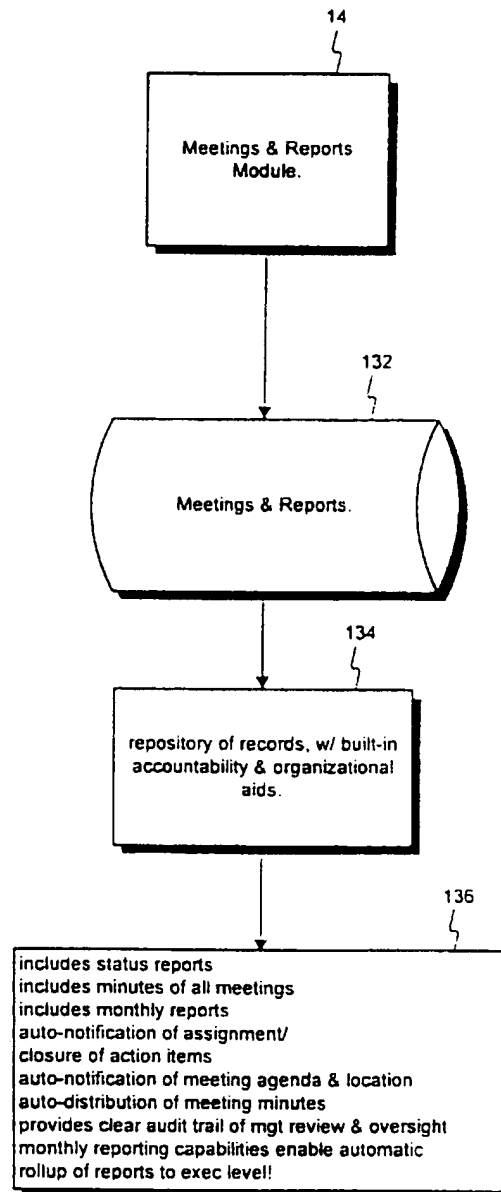 14
Meetings & Reports
Module.
132
Meetings & Reports.
134
repository of records, w/ built-in
accountability & organizational
aids.
136
includes status reports
includes minutes of all meetings
includes monthly reports
auto-notification of assignment/
closure of action items
auto-notification of meeting agenda & location
auto-distribution of meeting minutes
provides clear audit trail of mgt review & oversight
monthly reporting capabilities enable automatic
rollup of reports to exec level!